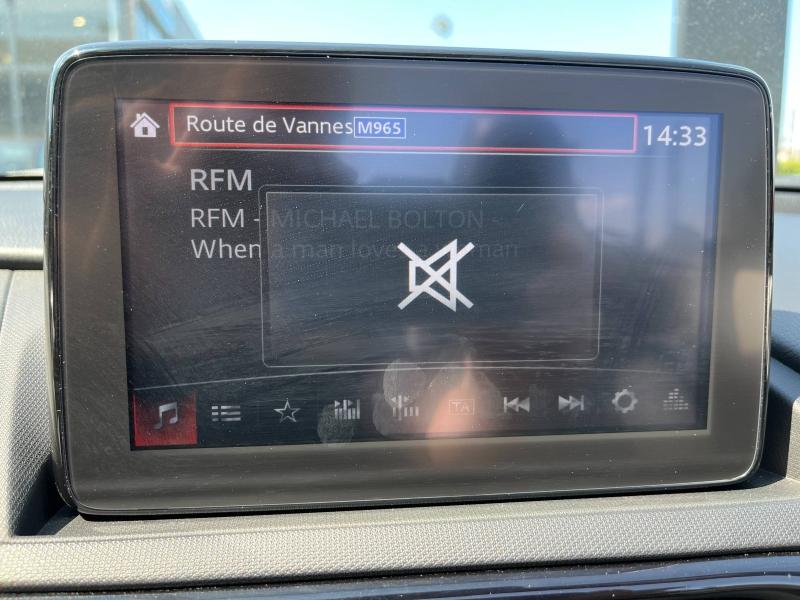 Route de Vannes M965
14:33
RFM
RFM - MICHAEL BOLTON -
When a man loves a woman
TA